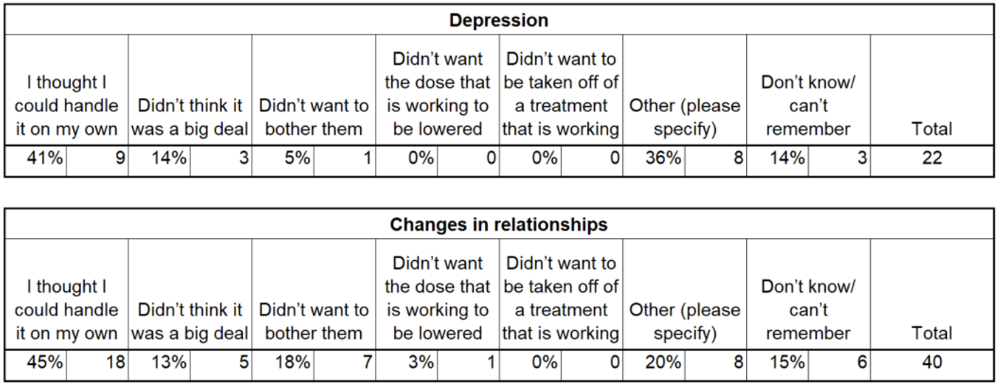 Depression
I thought I
could handle
it on my own
Didn't think it
was a big deal
Didn't want to
bother them
Didn't want
the dose that
is working to
be lowered
Didn't want to
be taken off of
a treatment
that is working
Other (please
specify)
Don't know/
can't
remember
Total
41% 9 14% 3 5% 1 0% 0 0% 0 36% 8 14% 3 22
Changes in relationships
I thought I
could handle
it on my own
Didn't think it
was a big deal
Didn't want to
bother them
Didn't want
the dose that
is working to
be lowered
Didn't want to
be taken off of
a treatment
that is working
Other (please
specify)
Don't know/
can't
remember
Total
45% 18 13% 5 18% 7 3% 1 0% 0 20% 8 15% 6 40